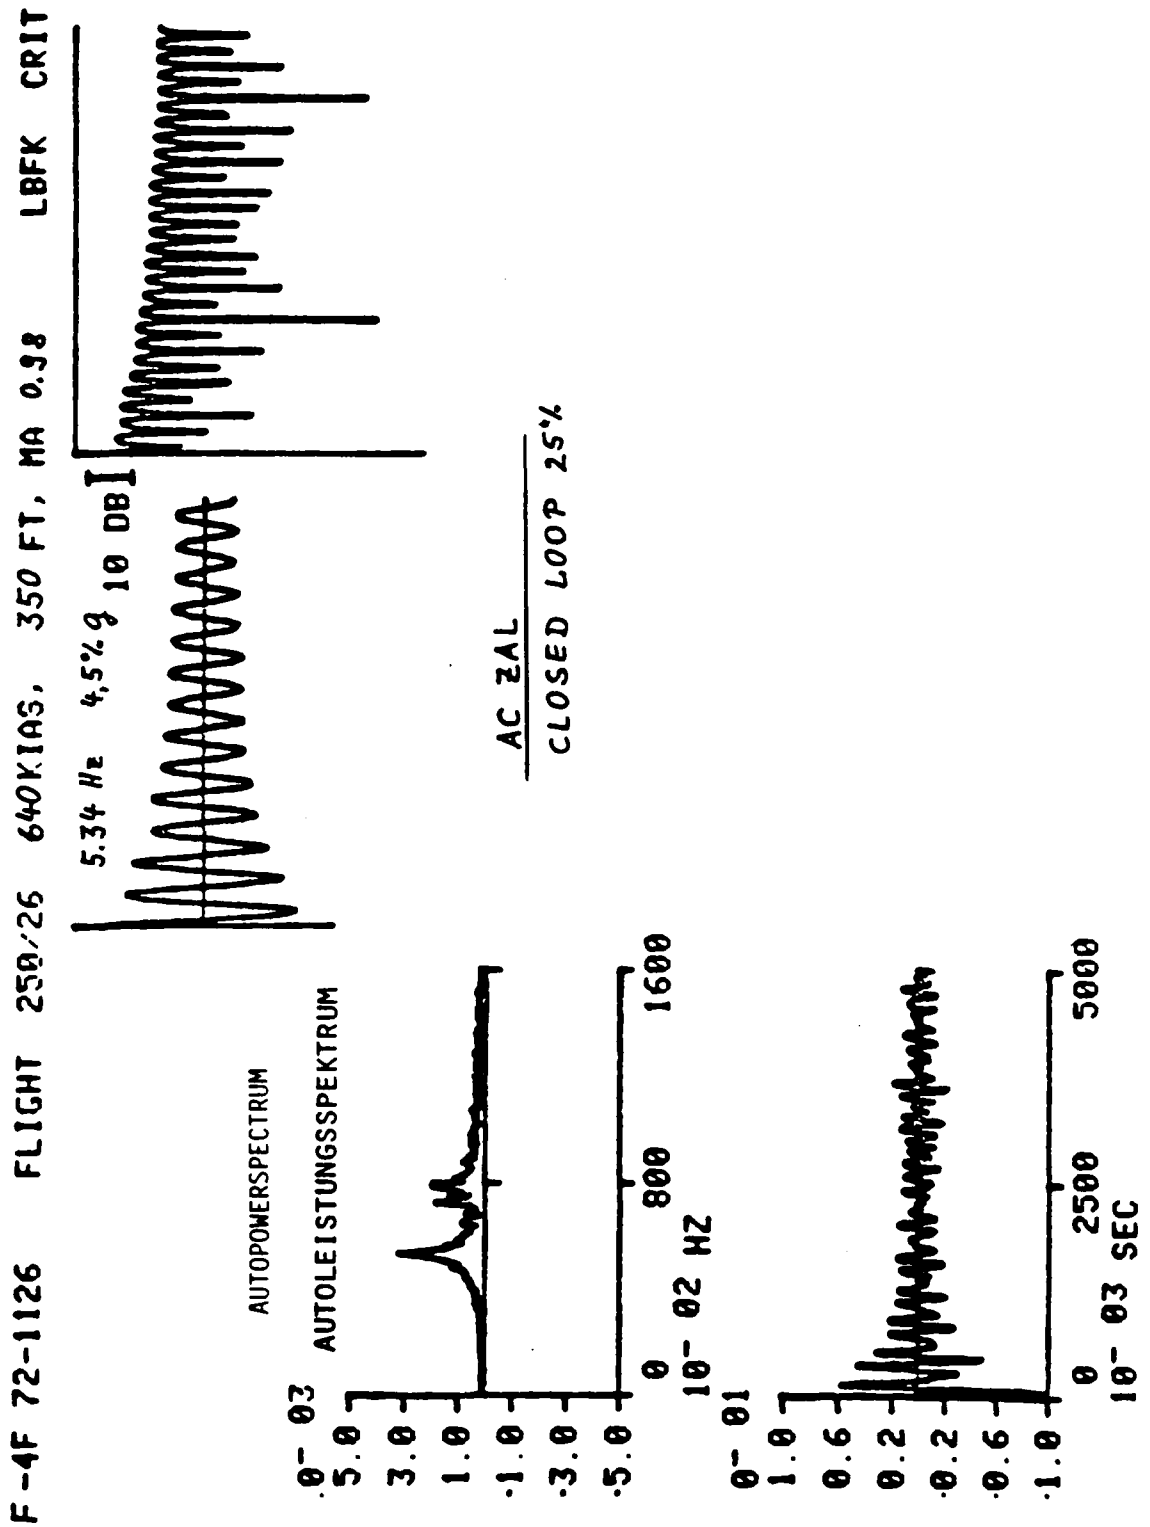 F-4F 72-1126 FLIGHT 250/26 640KIAS, 350 FT, MA 0.98 LBFK CRIT
5.34 Hz 4,5% g
10 DB
AUTOPOWERSPECTRUM
AUTOLEISTUNGSSPEKTRUM
.0- 03
5.0
3.0
1.0
-1.0
-3.0
-5.0
0 800 1600
10- 02 HZ
AC ZAL
CLOSED LOOP 25%
0- 01
1.0
0.6
0.2
-0.2
-0.6
-1.0
0 2500 5000
10- 03 SEC